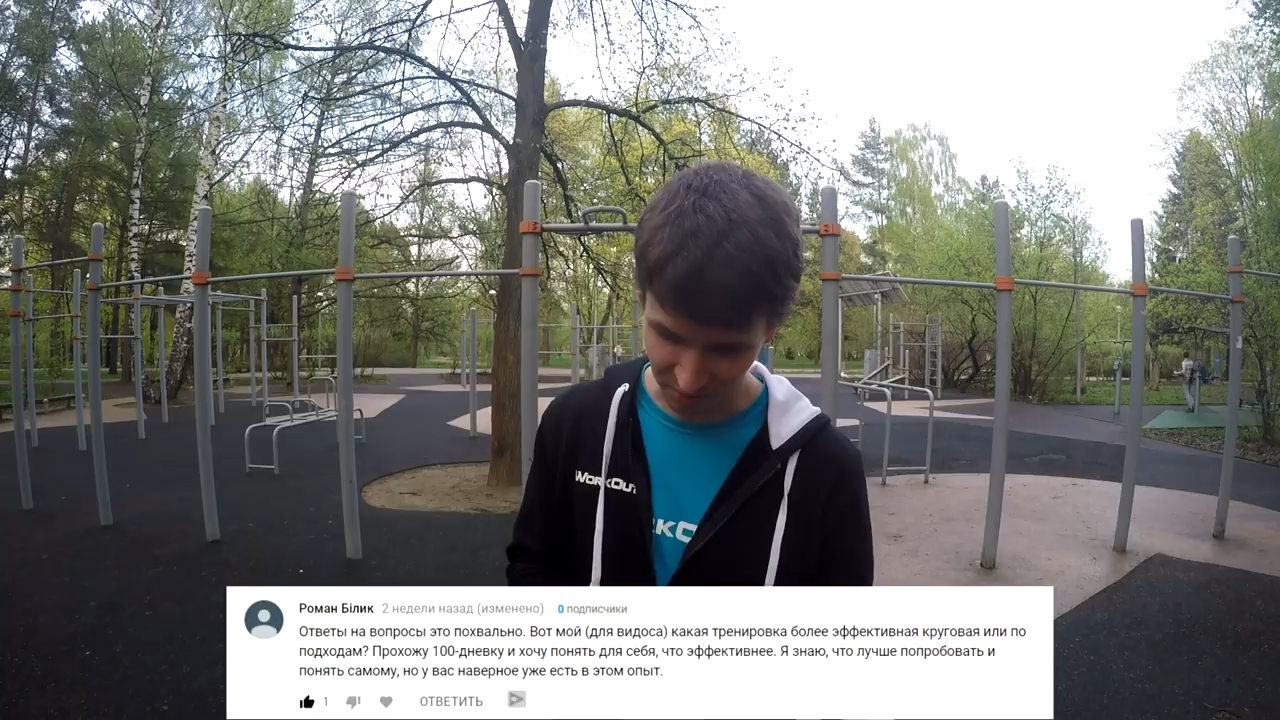 WORKOUT
RKO
Роман Білик 2 недели назад (изменено) 0 подписчики
Ответы на вопросы это похвально. Вот мой (для видоса) какая тренировка более эффективная круговая или по
подходам? Прохожу 100-дневку и хочу понять для себя, что эффективнее. Я знаю, что лучше попробовать и
понять самому, но у вас наверное уже есть в этом опыт.
1 ОТВЕТИТЬ